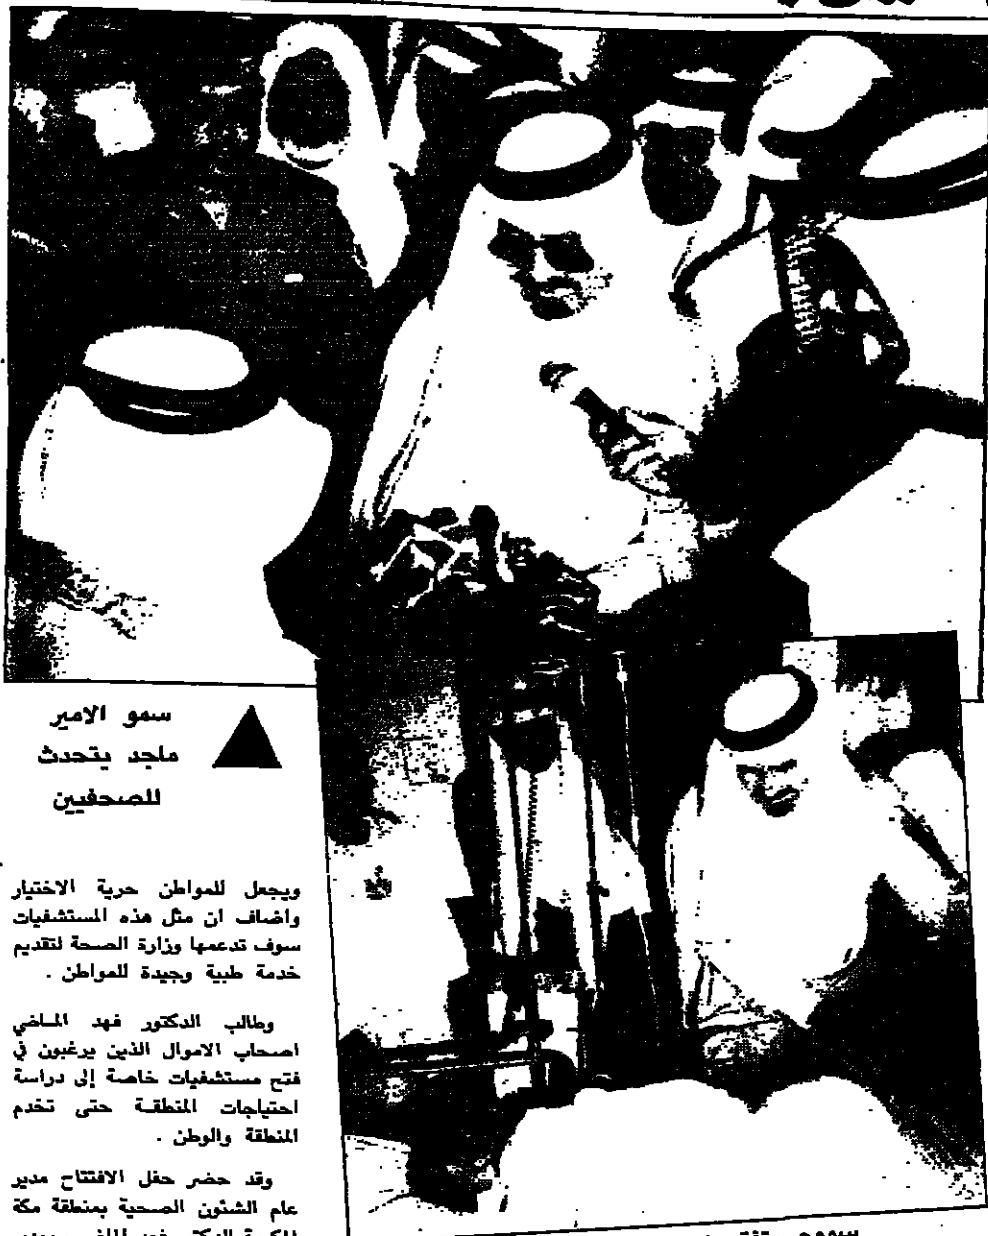 سمو الامير
ماجد يتحدث
للصحفيين
ويجعل للمواطن حرية الاختيار
واضاف ان مثل هذه المستشفيات
سوف تدعمها وزارة الصحة لتقديم
خدمة طبية وجيدة للمواطن .
وطالب الدكتور فهد الماضي
اصحاب الاموال الذين يرغبون في
فتح مستشفيات خاصة إلى دراسة
احتياجات المنطقة حتى تخدم
المنطقة والوطن .
وقد حضر حفل الافتتاح مدير
عام الشئون الصحية بمنطقة مكة